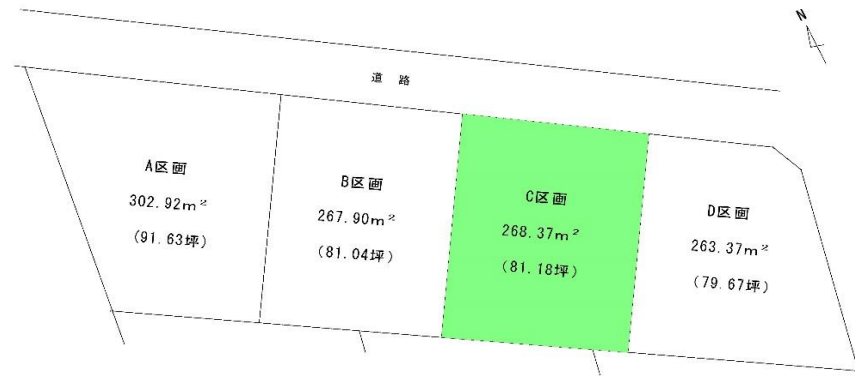 N
道 路
A区画
302.92m²
(91.63坪)
B区画
267.90m²
(81.04坪)
C区画
268.37m²
(81.18坪)
D区画
263.37m²
(79.67坪)